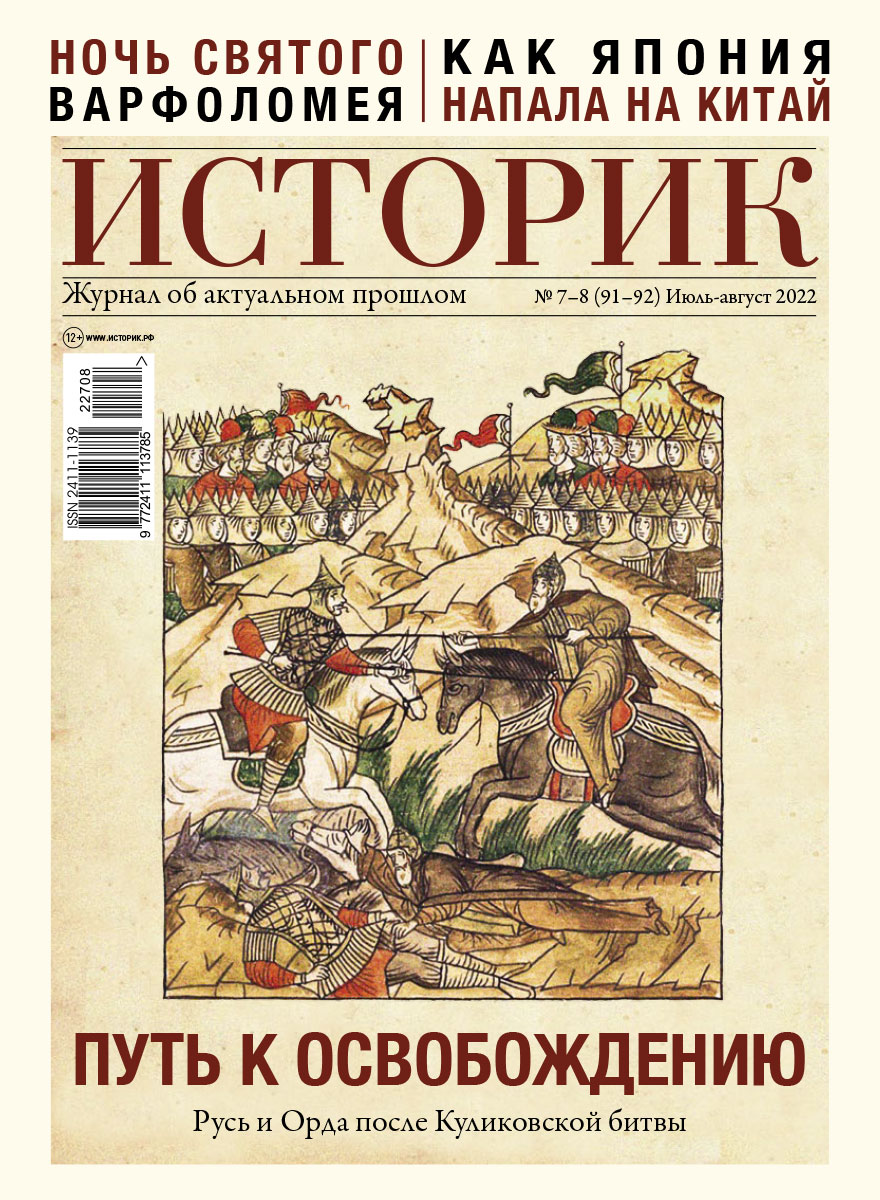 НОЧЬ СВЯТОГО
ВАРФОЛОМЕЯ
КАК ЯПОНИЯ
НАПАЛА НА КИТАЙ
ИСТОРИК
Журнал об актуальном прошлом
№ 7–8 (91–92) Июль-август 2022
12+ WWW.ИСТОРИК.РФ
ISSN 2411-1139
22708 >
9 772411 113785
ПУТЬ К ОСВОБОЖДЕНИЮ
Русь и Орда после Куликовской битвы